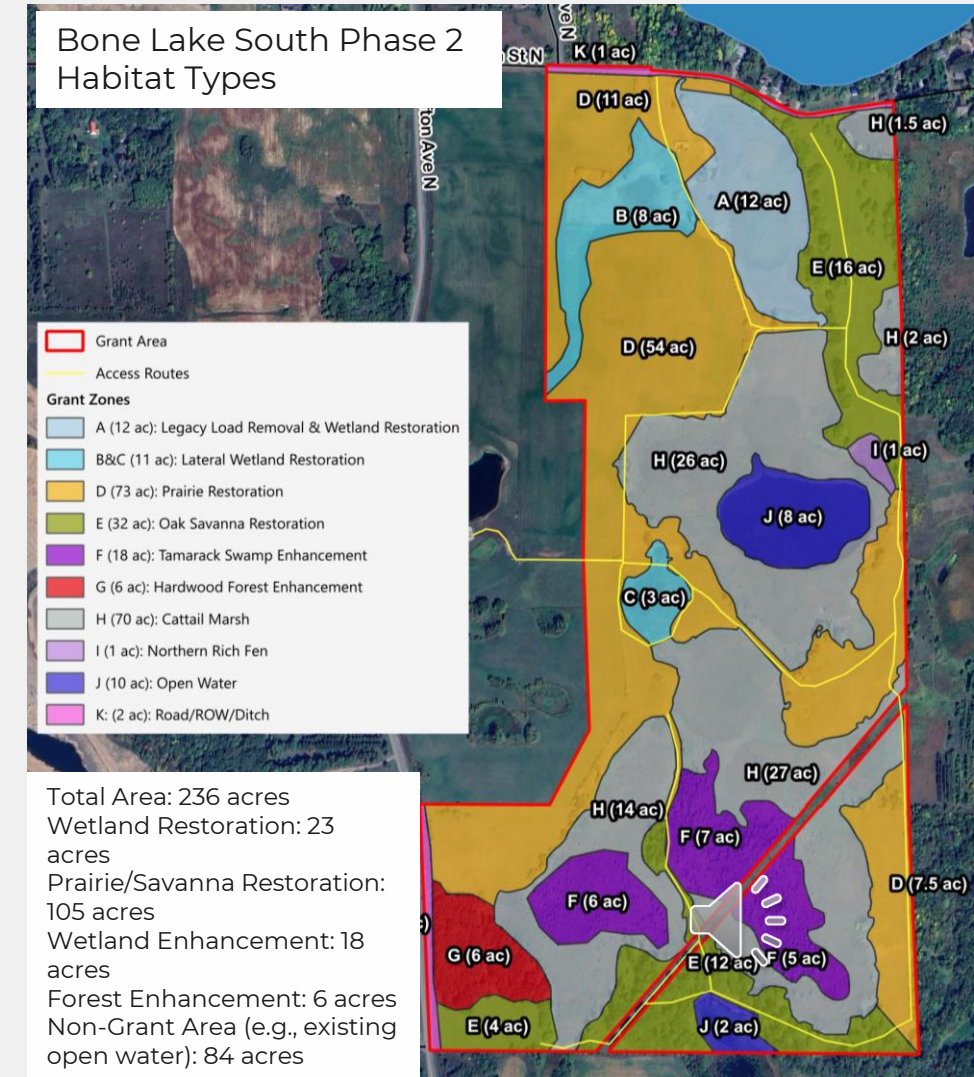 Bone Lake South Phase 2
Habitat Types
ve N
St N
K (1 ac)
D (11 ac)
H (1.5 ac)
ton Ave N
B (8 ac)
A (12 ac)
E (16 ac)
D (54 ac)
H (2 ac)
Grant Area
Access Routes
Grant Zones
A (12 ac): Legacy Load Removal & Wetland Restoration
B&C (11 ac): Lateral Wetland Restoration
D (73 ac): Prairie Restoration
E (32 ac): Oak Savanna Restoration
F (18 ac): Tamarack Swamp Enhancement
G (6 ac): Hardwood Forest Enhancement
H (70 ac): Cattail Marsh
I (1 ac): Northern Rich Fen
J (10 ac): Open Water
K: (2 ac): Road/ROW/Ditch
H (26 ac)
I (1 ac)
J (8 ac)
C (3 ac)
H (27 ac)
H (14 ac)
F (7 ac)
D (7.5 ac)
F (6 ac)
G (6 ac)
E (12 ac)
F (5 ac)
E (4 ac)
J (2 ac)
Total Area: 236 acres
Wetland Restoration: 23
acres
Prairie/Savanna Restoration:
105 acres
Wetland Enhancement: 18
acres
Forest Enhancement: 6 acres
Non-Grant Area (e.g., existing
open water): 84 acres